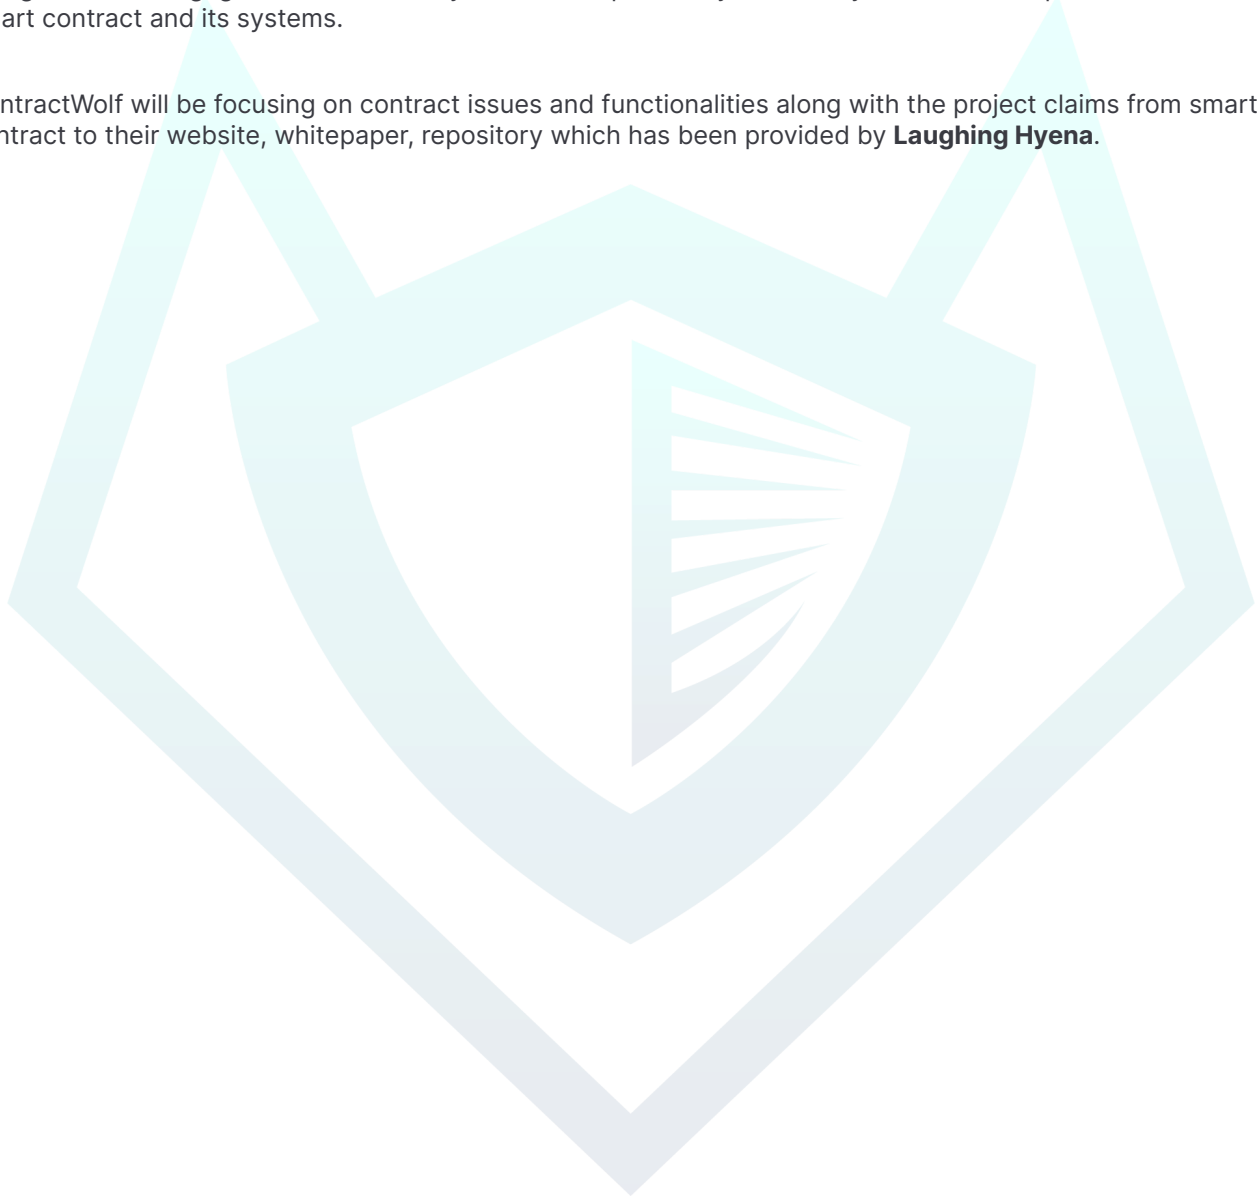 art contract and its systems.
ntractWolf will be focusing on contract issues and functionalities along with the project claims from smart
ntract to their website, whitepaper, repository which has been provided by Laughing Hyena.